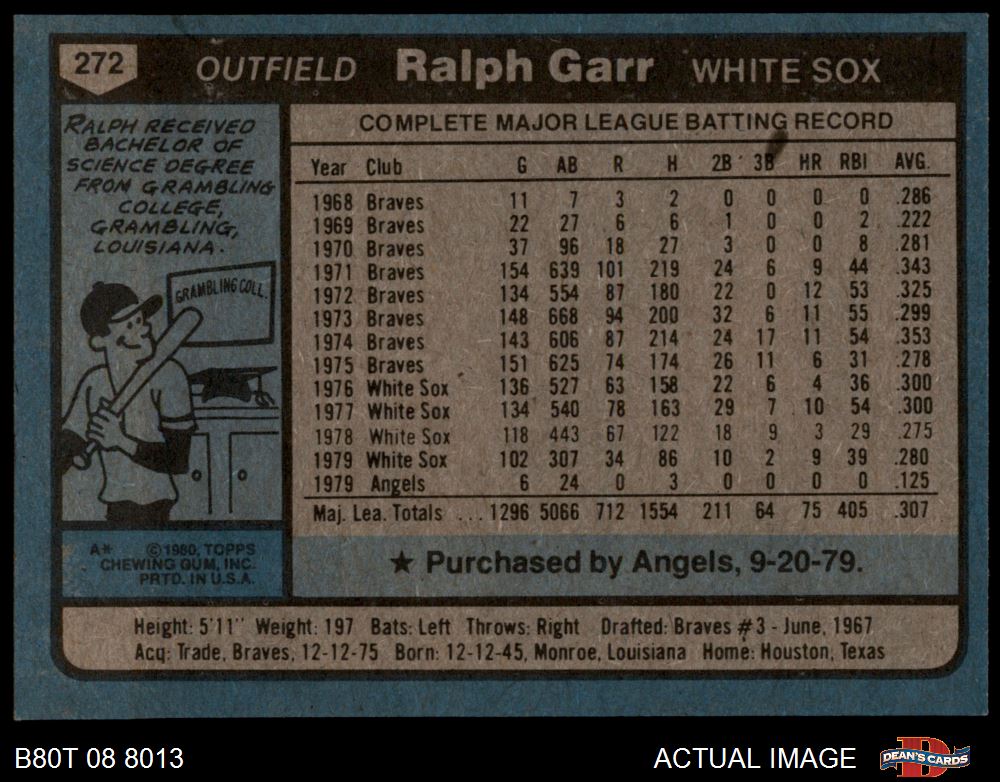 272 OUTFIELD Ralph Garr WHITE SOX
RALPH RECEIVED
BACHELOR OF
SCIENCE DEGREE
FROM GRAMBLING
COLLEGE,
GRAMBLING,
LOUISIANA.
GRAMBLING COLL.
A* © 1980, TOPPS
CHEWING GUM, INC.
PRTD. IN U.S.A.
COMPLETE MAJOR LEAGUE BATTING RECORD
Year Club G AB R H 2B 3B HR RBI AVG.
1968 Braves 11 7 3 2 0 0 0 0 .286
1969 Braves 22 27 6 6 1 0 0 2 .222
1970 Braves 37 96 18 27 3 0 0 8 .281
1971 Braves 154 639 101 219 24 6 9 44 .343
1972 Braves 134 554 87 180 22 0 12 53 .325
1973 Braves 148 668 94 200 32 6 11 55 .299
1974 Braves 143 606 87 214 24 17 11 54 .353
1975 Braves 151 625 74 174 26 11 6 31 .278
1976 White Sox 136 527 63 158 22 6 4 36 .300
1977 White Sox 134 540 78 163 29 7 10 54 .300
1978 White Sox 118 443 67 122 18 9 3 29 .275
1979 White Sox 102 307 34 86 10 2 9 39 .280
1979 Angels 6 24 0 3 0 0 0 0 .125
Maj. Lea. Totals ... 1296 5066 712 1554 211 64 75 405 .307
★ Purchased by Angels, 9-20-79.
Height: 5'11" Weight: 197 Bats: Left Throws: Right Drafted: Braves #3 - June, 1967
Acq: Trade, Braves, 12-12-75 Born: 12-12-45, Monroe, Louisiana Home: Houston, Texas
B80T 08 8013 ACTUAL IMAGE DEAN'S CARDS